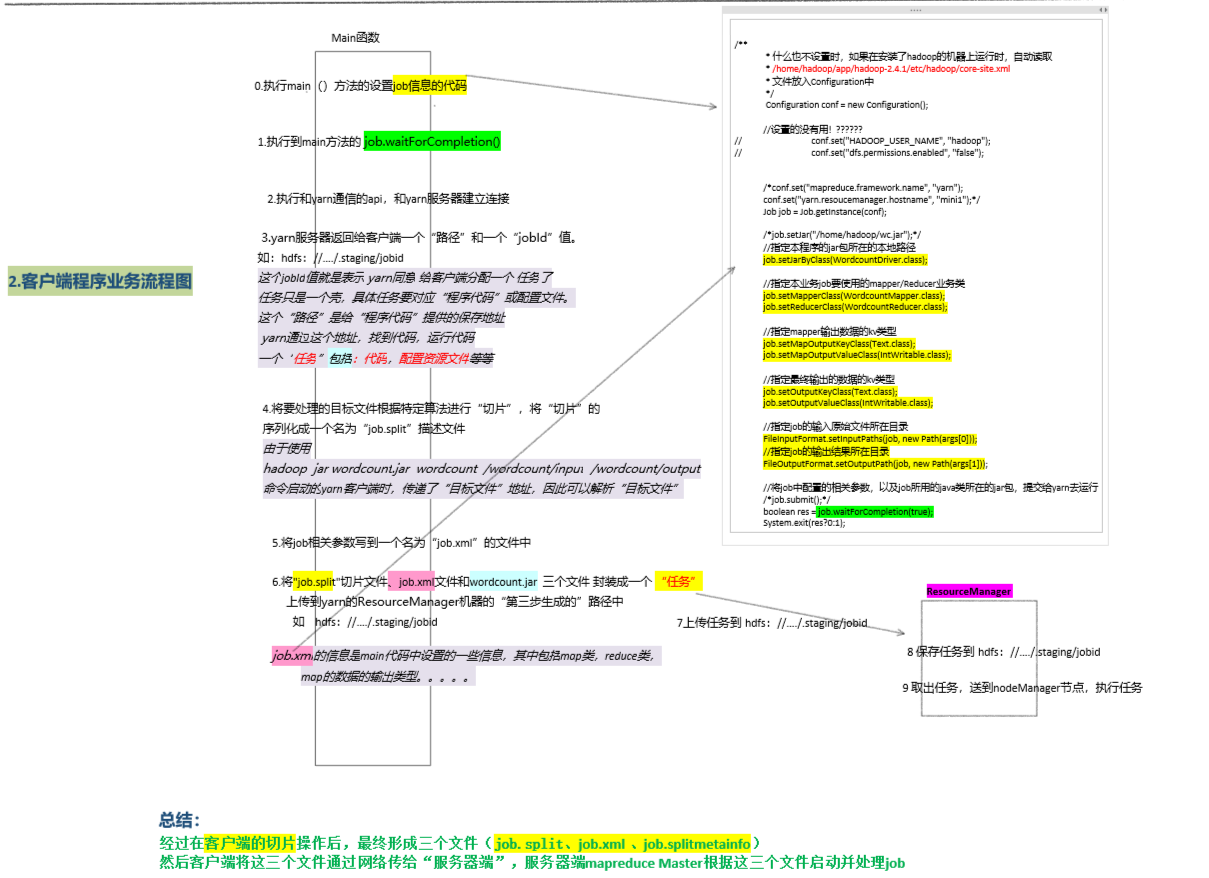 Main函数
0.执行main（）方法的设置job信息的代码
1.执行到main方法的 job.waitForCompletion()
2.执行和yarn通信的api，和yarn服务器建立连接
3.yarn服务器返回给客户端一个“路径”和一个“jobId”值。
如：hdfs：//..../.staging/jobid
2.客户端程序业务流程图
这个jobId值就是表示 yarn同意 给客户端分配一个 任务了
任务只是一个壳，具体任务要对应“程序代码”或配置文件。
这个“路径”是给“程序代码”提供的保存地址
yarn通过这个地址，找到代码，运行代码
一个‘任务”包括：代码，配置资源文件等等
4.将要处理的目标文件根据特定算法进行“切片”，将“切片”的
序列化成一个名为“job.split”描述文件
由于使用
hadoop jar wordcount.jar wordcount /wordcount/input /wordcount/output
命令启动的yarn客户端时，传递了“目标文件”地址，因此可以解析“目标文件”
5.将job相关参数写到一个名为“job.xml”的文件中
6.将"job.split"切片文件、job.xml文件和wordcount.jar 三个文件 封装成一个 “任务”
上传到yarn的ResourceManager机器的“第三步生成的”路径中
如 hdfs：//..../.staging/jobid
job.xml的信息是main代码中设置的一些信息，其中包括map类，reduce类，
map的数据的输出类型。。。。。
/**
* 什么也不设置时，如果在安装了hadoop的机器上运行时，自动读取
* /home/hadoop/app/hadoop-2.4.1/etc/hadoop/core-site.xml
* 文件放入Configuration中
*/
Configuration conf = new Configuration();
//设置的没有用！??????
// conf.set("HADOOP_USER_NAME", "hadoop");
// conf.set("dfs.permissions.enabled", "false");
/*conf.set("mapreduce.framework.name", "yarn");
conf.set("yarn.resoucemanager.hostname", "mini1");*/
Job job = Job.getInstance(conf);
/*job.setJar("/home/hadoop/wc.jar");*/
//指定本程序的jar包所在的本地路径
job.setJarByClass(WordcountDriver.class);
//指定本业务job要使用的mapper/Reducer业务类
job.setMapperClass(WordcountMapper.class);
job.setReducerClass(WordcountReducer.class);
//指定mapper输出数据的kv类型
job.setMapOutputKeyClass(Text.class);
job.setMapOutputValueClass(IntWritable.class);
//指定最终输出的数据的kv类型
job.setOutputKeyClass(Text.class);
job.setOutputValueClass(IntWritable.class);
//指定job的输入原始文件所在目录
FileInputFormat.setInputPaths(job, new Path(args[0]));
//指定job的输出结果所在目录
FileOutputFormat.setOutputPath(job, new Path(args[1]));
//将job中配置的相关参数，以及job所用的java类所在的jar包，提交给yarn去运行
/*job.submit();*/
boolean res = job.waitForCompletion(true);
System.exit(res?0:1);
ResourceManager
7上传任务到 hdfs：//..../.staging/jobid
8 保存任务到 hdfs：//..../.staging/jobid
9 取出任务，送到nodeManager节点，执行任务
总结：
经过在客户端的切片操作后，最终形成三个文件（job.split、job.xml 、job.splitmetainfo）
然后客户端将这三个文件通过网络传给“服务器端”，服务器端mapreduce Master根据这三个文件启动并处理job